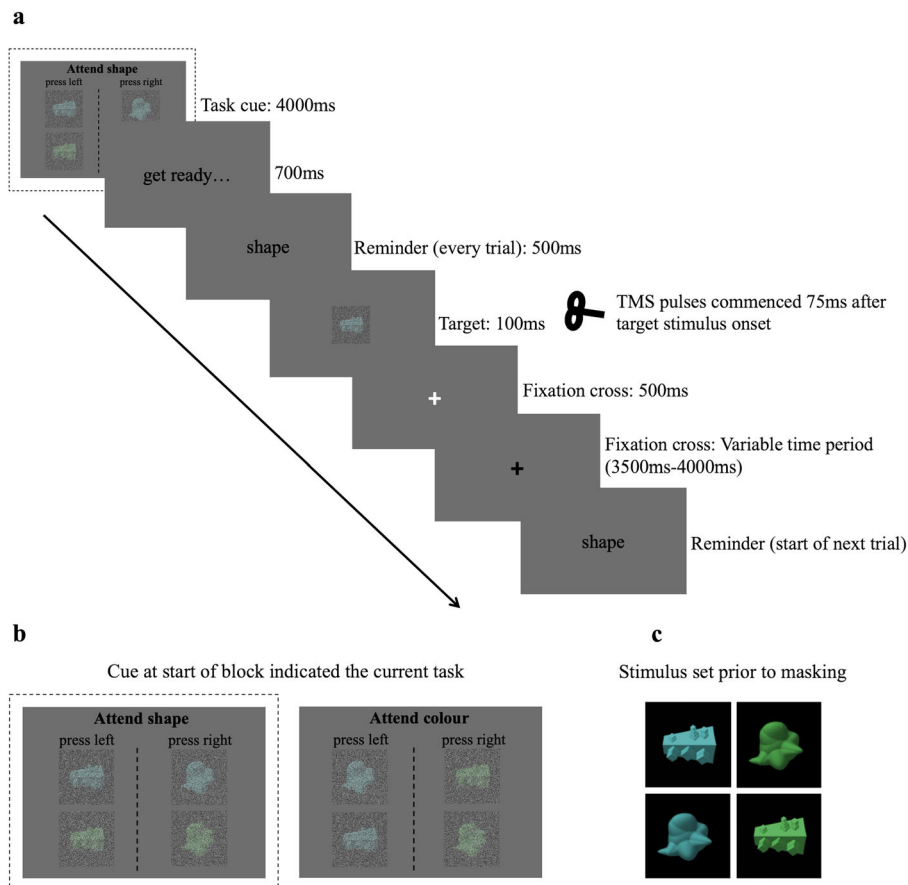 a
Attend shape
press left press right
Task cue: 4000ms
get ready...
700ms
shape
Reminder (every trial): 500ms
Target: 100ms
TMS pulses commenced 75ms after
target stimulus onset
Fixation cross: 500ms
Fixation cross: Variable time period
(3500ms-4000ms)
shape
Reminder (start of next trial)
b
Cue at start of block indicated the current task
Attend shape
press left press right
Attend colour
press left press right
c
Stimulus set prior to masking